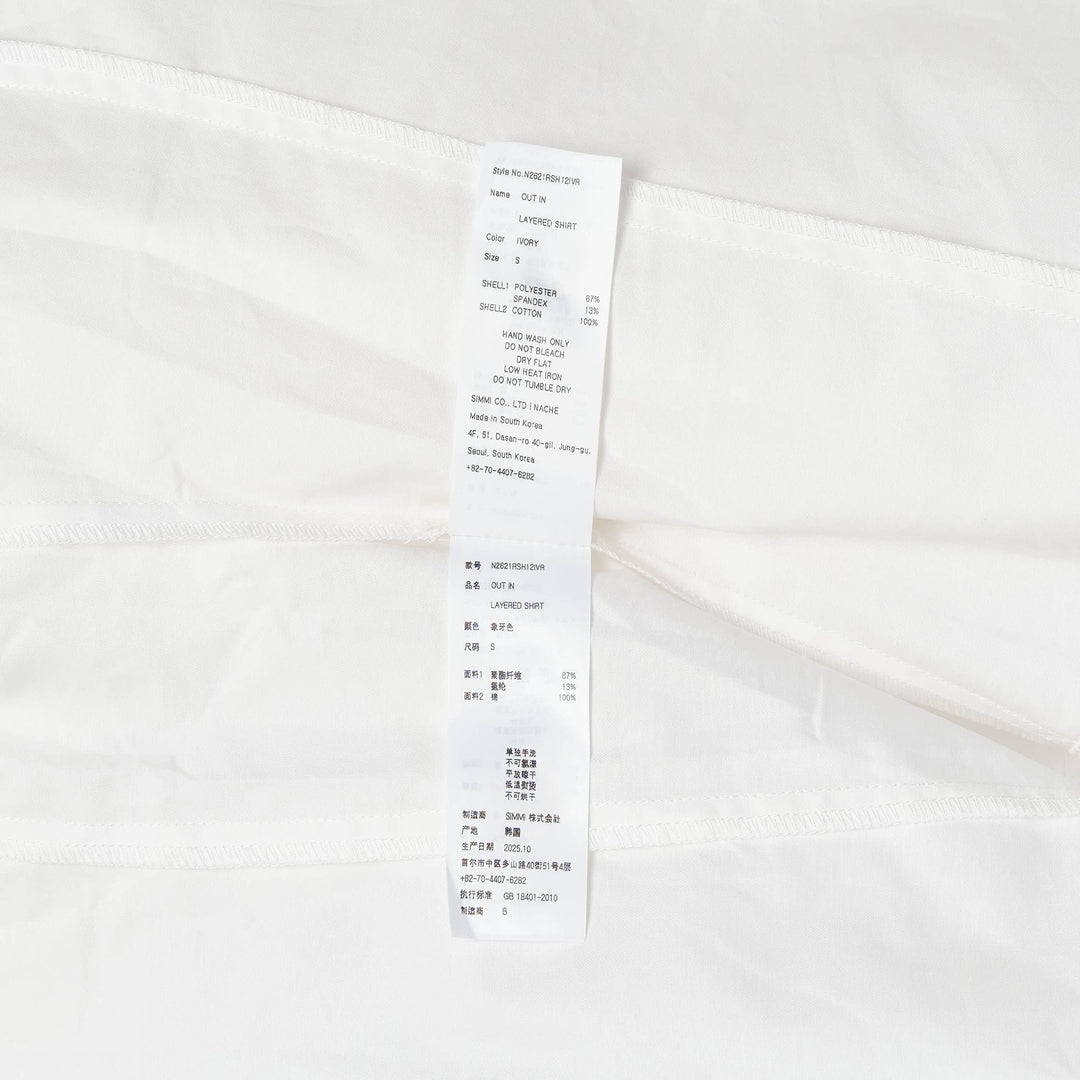 Style No. N2621RSH12IVR
Name OUT IN
LAYERED SHIRT
Color IVORY
Size S
SHELL1 POLYESTER 87%
SPANDEX 13%
SHELL2 COTTON 100%
HAND WASH ONLY
DO NOT BLEACH
DRY FLAT
LOW HEAT IRON
DO NOT TUMBLE DRY
SIMMI CO., LTD | NACHE
Made in South Korea
4F, 51, Dasan-ro 40-gil, Jung-gu,
Seoul, South Korea
+82-70-4407-6282
款号 N2621RSH12IVR
品名 OUT IN
LAYERED SHIRT
颜色 象牙色
尺码 S
面料1 聚酯纤维 87%
氨纶 13%
面料2 棉 100%
单独手洗
不可氯漂
平放晾干
低温熨烫
不可烘干
制造商 SIMMI 株式会社
产地 韩国
生产日期 2025.10
首尔市中区多山路40街51号4层
+82-70-4407-6282
执行标准 GB 18401-2010
制造商 B